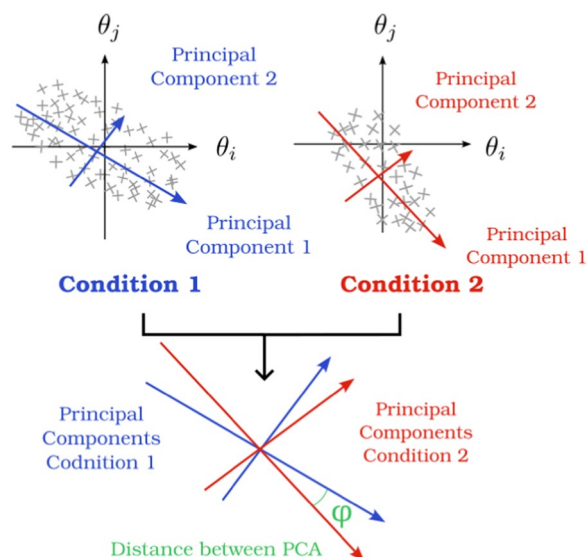 θj
Principal
Component 2
θi
Principal
Component 1
Condition 1
θj
Principal
Component 2
θi
Principal
Component 1
Condition 2
Principal
Components
Codnition 1
Principal
Components
Condition 2
φ
Distance between PCA